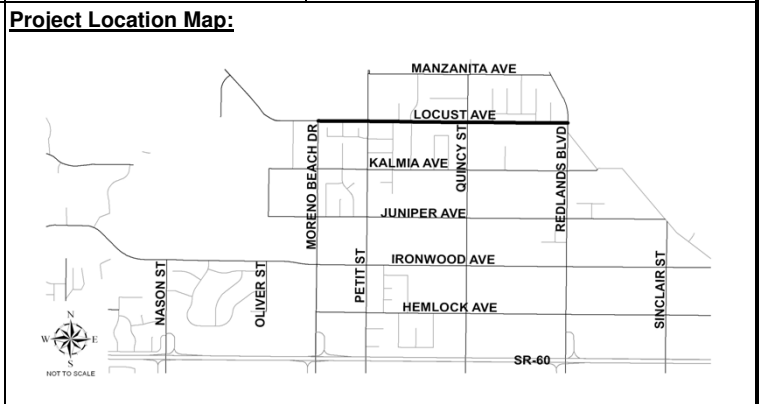 Project Location Map:
MANZANITA AVE
LOCUST AVE
MORENO BEACH DR
QUINCY ST
REDLANDS BLVD
KALMIA AVE
JUNIPER AVE
IRONWOOD AVE
PETIT ST
NASON ST
OLIVER ST
SINCLAIR ST
HEMLOCK AVE
N
W E
S
NOT TO SCALE
SR-60